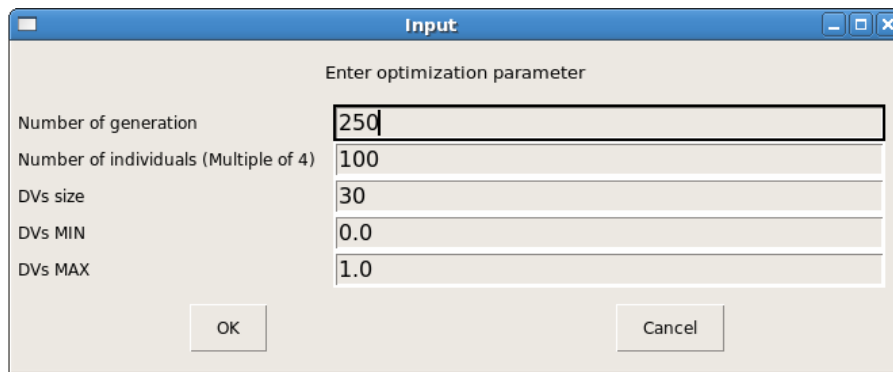 Input
Enter optimization parameter
Number of generation 250
Number of individuals (Multiple of 4) 100
DVs size 30
DVs MIN 0.0
DVs MAX 1.0
OK Cancel